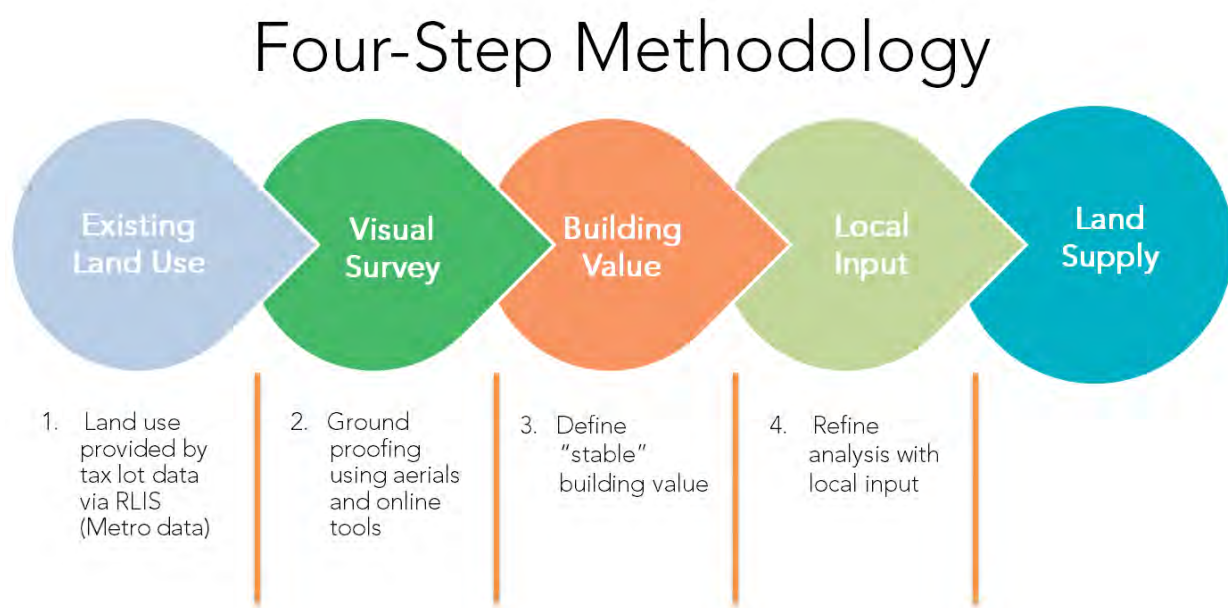 Four-Step Methodology
Existing
Land Use
Visual
Survey
Building
Value
Local
Input
Land
Supply
1. Land use
provided by
tax lot data
via RLIS
(Metro data)
2. Ground
proofing
using aerials
and online
tools
3. Define
“stable”
building value
4. Refine
analysis with
local input